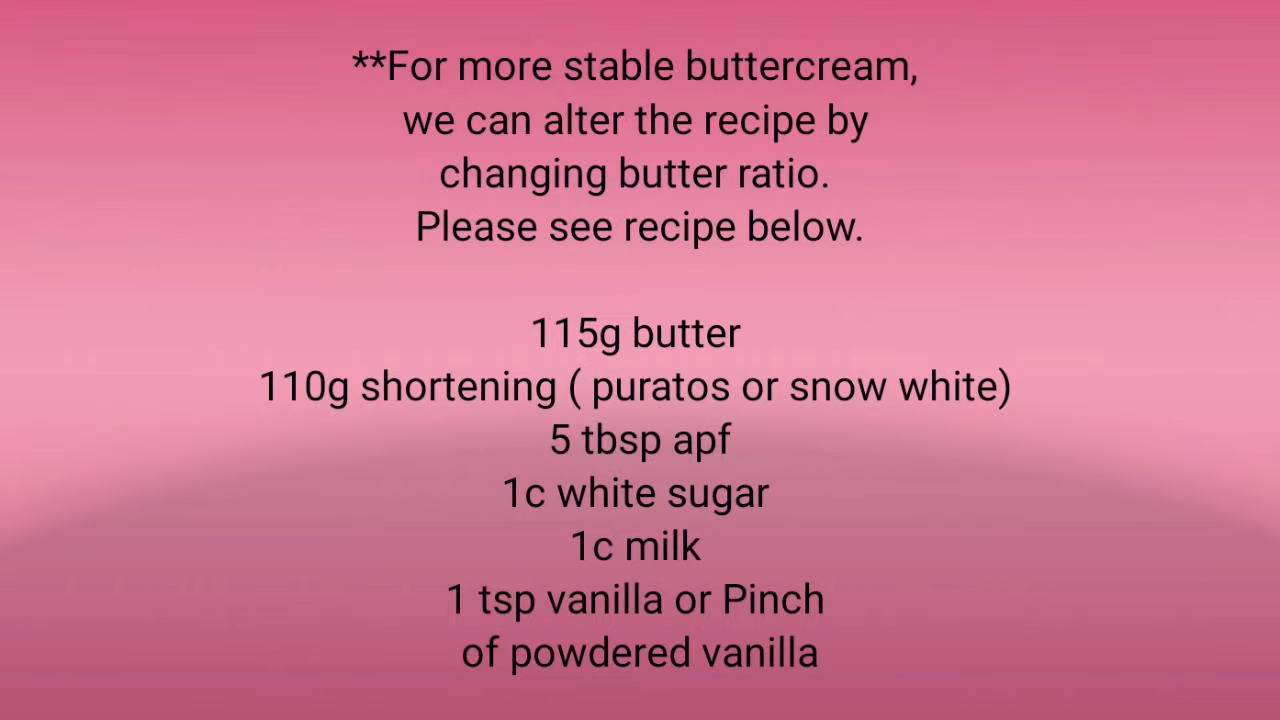 **For more stable buttercream,
we can alter the recipe by
changing butter ratio.
Please see recipe below.
115g butter
110g shortening ( puratos or snow white)
5 tbsp apf
1c white sugar
1c milk
1 tsp vanilla or Pinch
of powdered vanilla